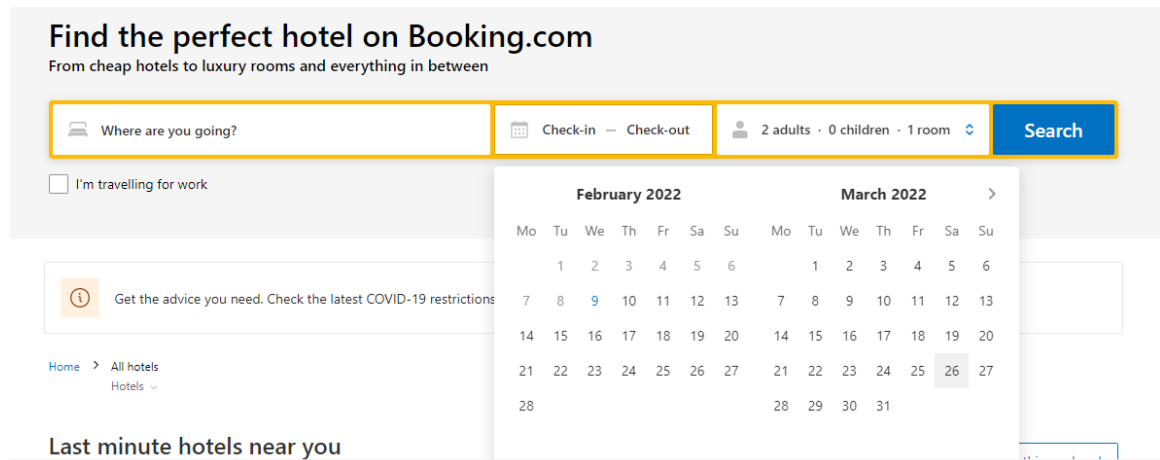 Find the perfect hotel on Booking.com
From cheap hotels to luxury rooms and everything in between
Where are you going?
Check-in — Check-out
2 adults · 0 children · 1 room
Search
I'm travelling for work
February 2022
Mo Tu We Th Fr Sa Su
1 2 3 4 5 6
7 8 9 10 11 12 13
14 15 16 17 18 19 20
21 22 23 24 25 26 27
28
March 2022
Mo Tu We Th Fr Sa Su
1 2 3 4 5 6
7 8 9 10 11 12 13
14 15 16 17 18 19 20
21 22 23 24 25 26 27
28 29 30 31
Get the advice you need. Check the latest COVID-19 restrictions
Home > All hotels
Hotels
Last minute hotels near you